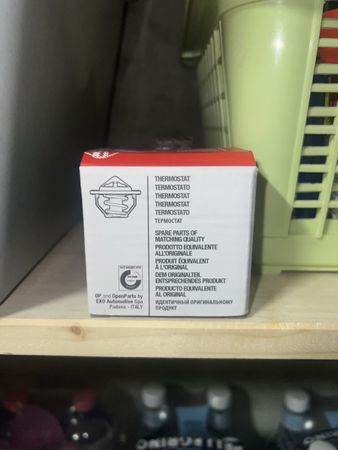 THERMOSTAT
TERMOSTATO
THERMOSTAT
THERMOSTAT
TERMOSTATO
ТЕРМОСТАТ
SPARE PARTS OF
MATCHING QUALITY
PRODOTTO EQUIVALENTE
ALL'ORIGINALE
PRODUIT ÉQUIVALENT
À L'ORIGINAL
DEM ORIGINALTEIL
ENTSPRECHENDES PRODUKT
PRODUCTO EQUIVALENTE
AL ORIGINAL
ИДЕНТИЧНЫЙ ОРИГИНАЛЬНОМУ
ПРОДУКТ
OP and OpenParts by
EXO Automotive Spa
Padova - ITALY